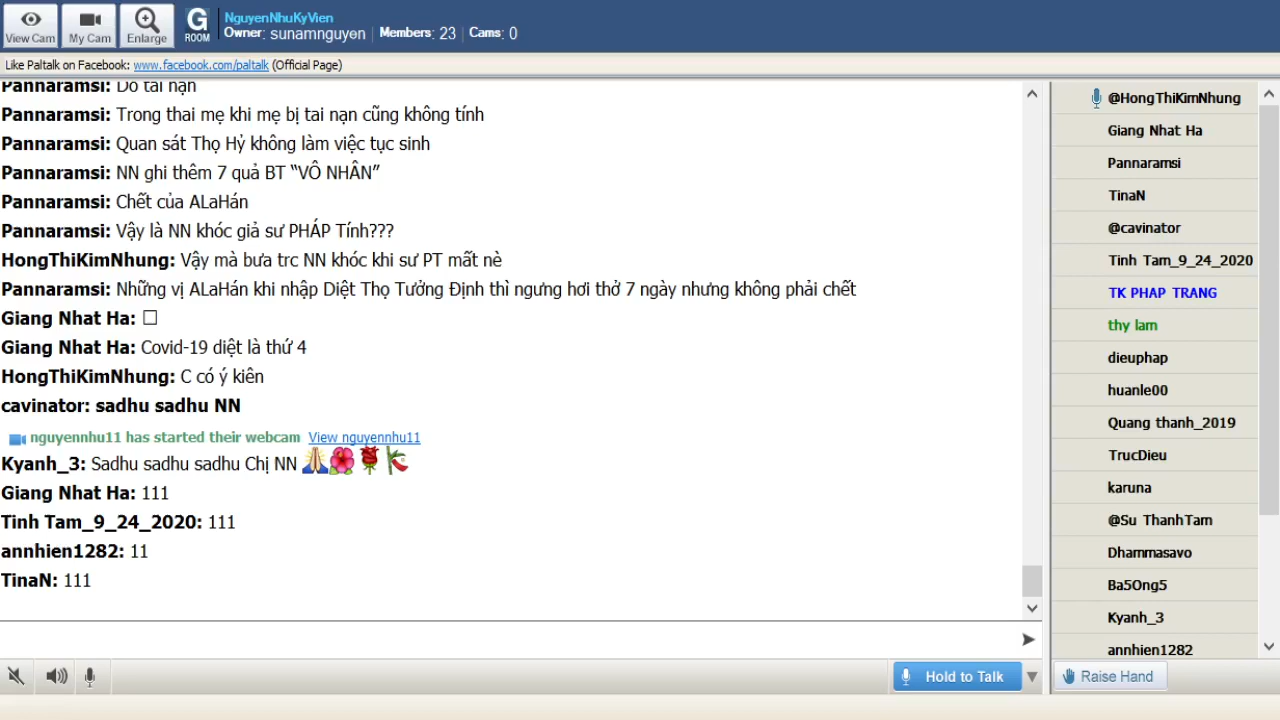 NguyenNhuKyVien
Owner: sunamnguyen | Members: 23 | Cams: 0
View Cam
My Cam
Enlarge
G
ROOM
Like Paltalk on Facebook: www.facebook.com/paltalk (Official Page)
Pannaramsi: Do tai nạn
Pannaramsi: Trong thai mẹ khi mẹ bị tai nạn cũng không tính
Pannaramsi: Quan sát Thọ Hỷ không làm việc tục sinh
Pannaramsi: NN ghi thêm 7 quả BT “VÔ NHÂN”
Pannaramsi: Chết của ALaHán
Pannaramsi: Vậy là NN khóc giả sư PHÁP Tính???
HongThiKimNhung: Vậy mà bưa trc NN khóc khi sư PT mất nè
Pannaramsi: Những vị ALaHán khi nhập Diệt Thọ Tưởng Định thì ngưng hơi thở 7 ngày nhưng không phải chết
Giang Nhat Ha: □
Giang Nhat Ha: Covid-19 diệt là thứ 4
HongThiKimNhung: C có ý kiên
cavinator: sadhu sadhu NN
nguyennhu11 has started their webcam View nguyennhu11
Kyanh_3: Sadhu sadhu sadhu Chị NN 🙏🌺🌹🎋
Giang Nhat Ha: 111
Tinh Tam_9_24_2020: 111
annhien1282: 11
TinaN: 111
@HongThiKimNhung
Giang Nhat Ha
Pannaramsi
TinaN
@cavinator
Tinh Tam_9_24_2020
TK PHAP TRANG
thy lam
dieuphap
huanle00
Quang thanh_2019
TrucDieu
karuna
@Su ThanhTam
Dhammasavo
Ba5Ong5
Kyanh_3
annhien1282
Hold to Talk
Raise Hand